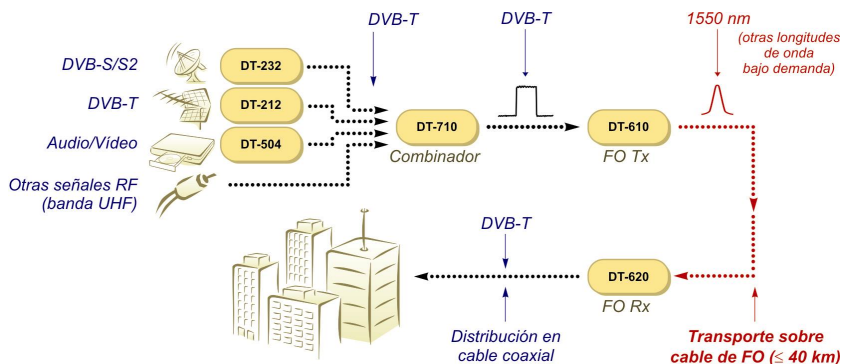 DVB-T
DVB-T
1550 nm
(otras longitudes
de onda
bajo demanda)
DVB-S/S2
DT-232
DVB-T
DT-212
Audio/Vídeo
DT-504
Otras señales RF
(banda UHF)
DT-710
Combinador
DT-610
FO Tx
DVB-T
DT-620
FO Rx
Distribución en
cable coaxial
Transporte sobre
cable de FO (≤ 40 km)